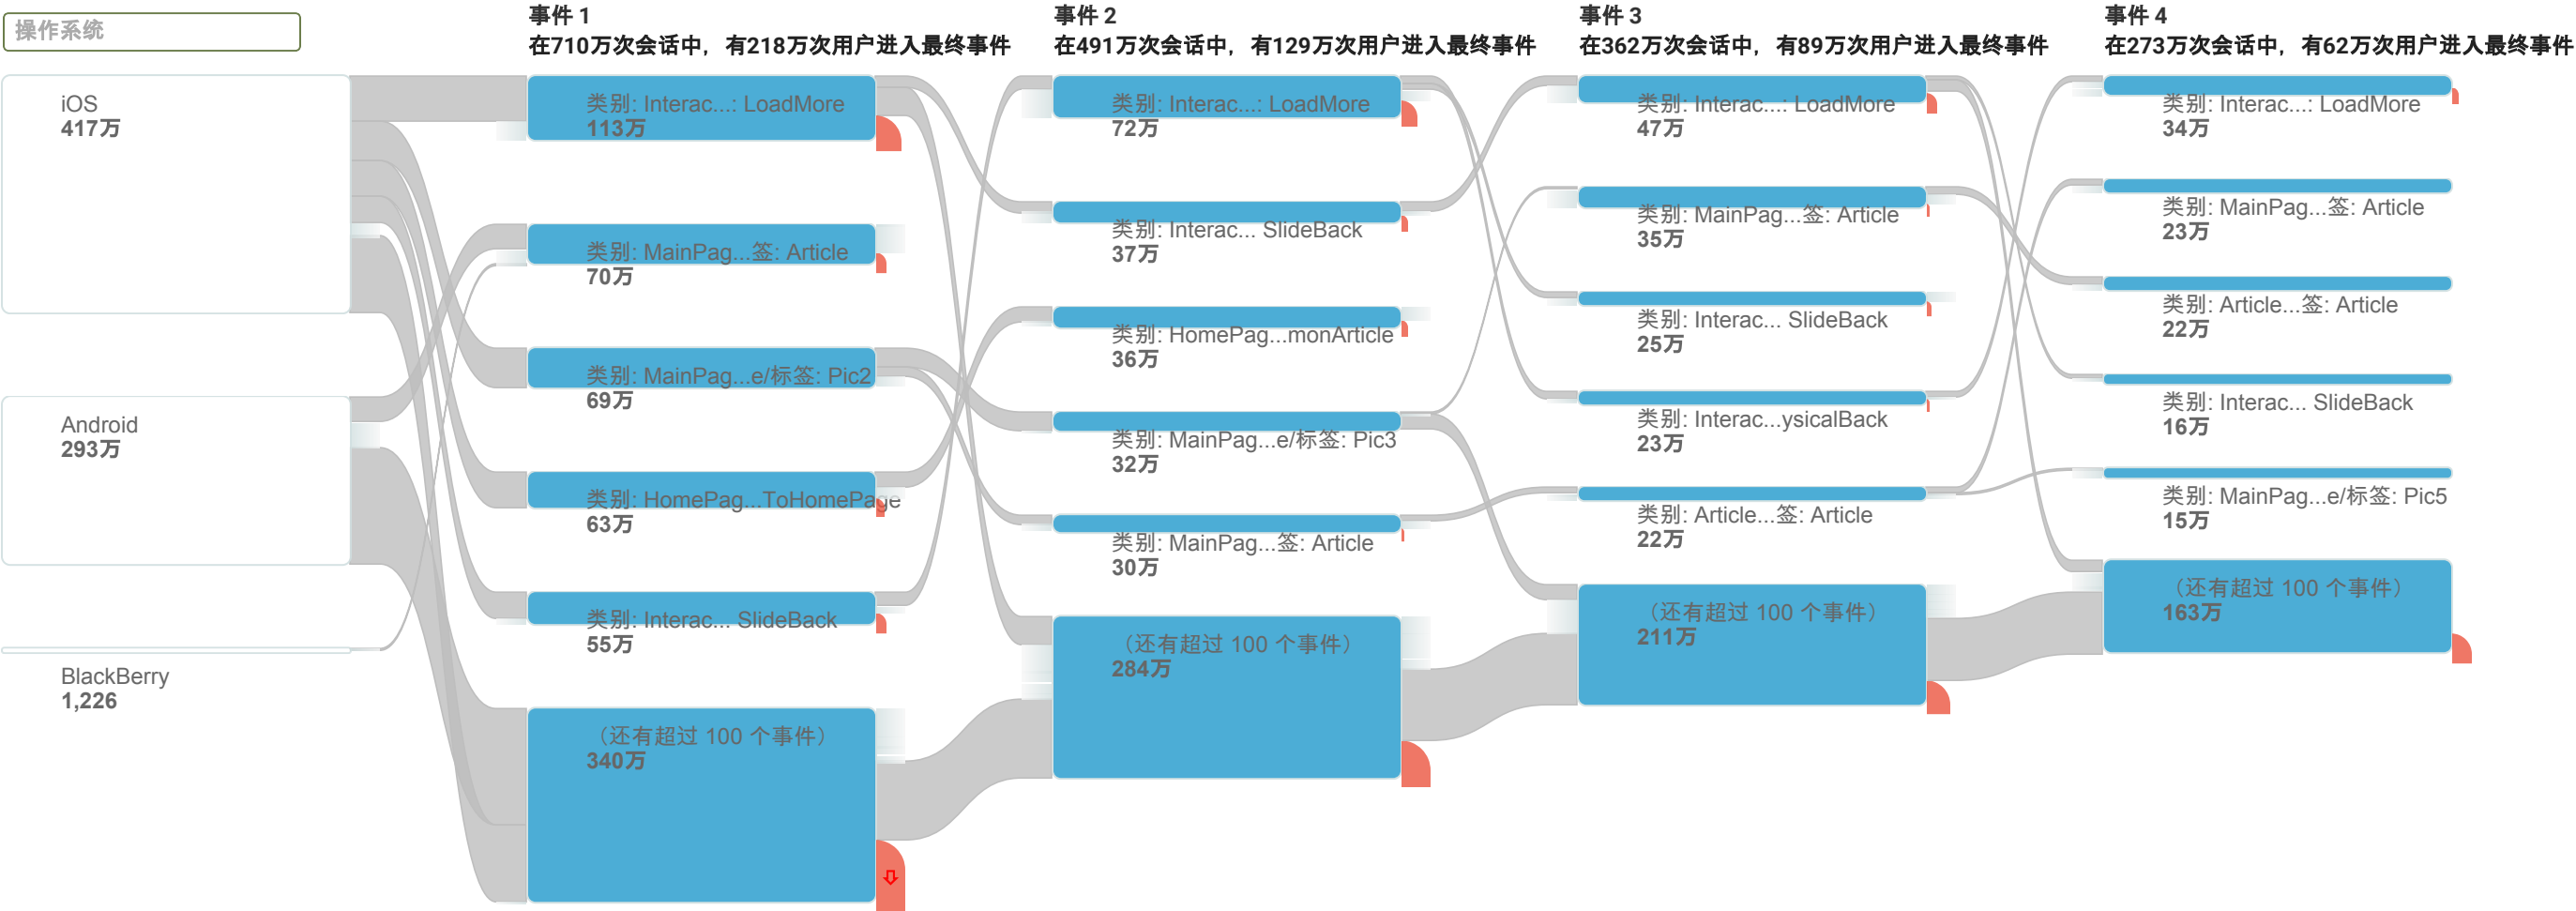 操作系统
iOS
417万
Android
293万
BlackBerry
1,226
事件 1
在710万次会话中，有218万次用户进入最终事件
类别: Interac...: LoadMore
113万
类别: MainPag...签: Article
70万
类别: MainPag...e/标签: Pic2
69万
类别: HomePag...ToHomePage
63万
类别: Interac... SlideBack
55万
（还有超过 100 个事件）
340万
事件 2
在491万次会话中，有129万次用户进入最终事件
类别: Interac...: LoadMore
72万
类别: Interac... SlideBack
37万
类别: HomePag...monArticle
36万
类别: MainPag...e/标签: Pic3
32万
类别: MainPag...签: Article
30万
（还有超过 100 个事件）
284万
事件 3
在362万次会话中，有89万次用户进入最终事件
类别: Interac...: LoadMore
47万
类别: MainPag...签: Article
35万
类别: Interac... SlideBack
25万
类别: Interac...ysicalBack
23万
类别: Article...签: Article
22万
（还有超过 100 个事件）
211万
事件 4
在273万次会话中，有62万次用户进入最终事件
类别: Interac...: LoadMore
34万
类别: MainPag...签: Article
23万
类别: Article...签: Article
22万
类别: Interac... SlideBack
16万
类别: MainPag...e/标签: Pic5
15万
（还有超过 100 个事件）
163万